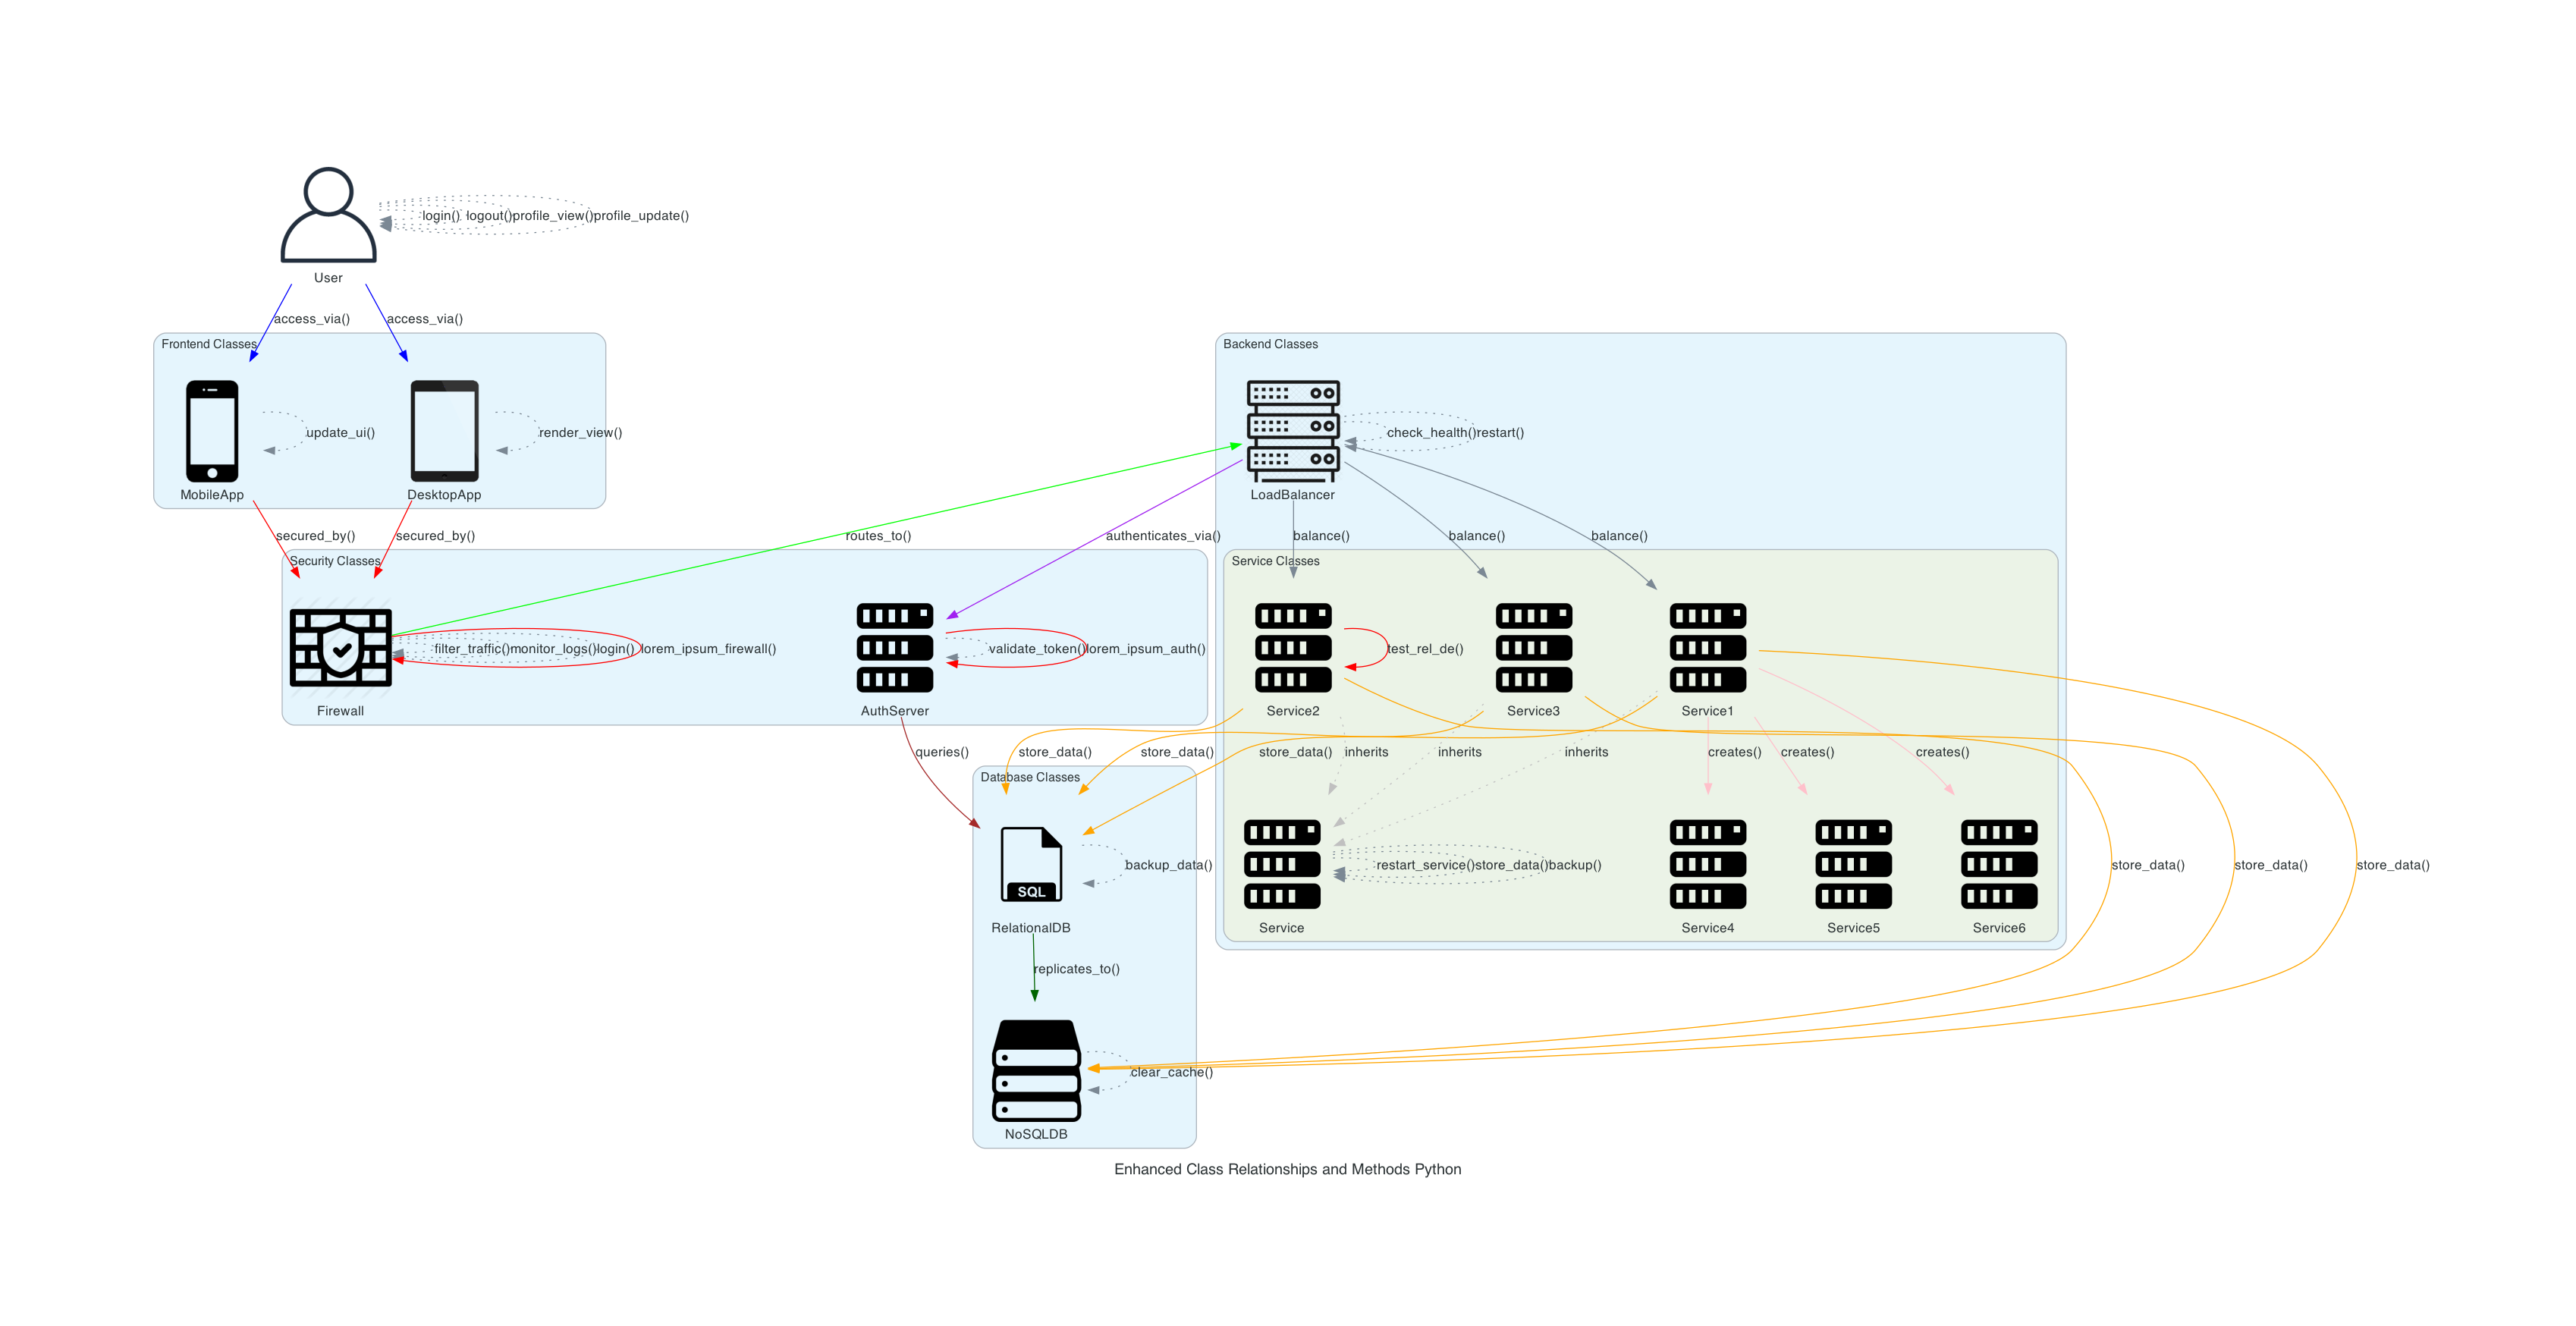 login() logout()profile_view()profile_update()
User
access_via() access_via()
Frontend Classes
Backend Classes
update_ui() render_view()
check_health()restart()
MobileApp DesktopApp
LoadBalancer
secured_by() secured_by()
routes_to() authenticates_via()
balance() balance() balance()
Security Classes
Service Classes
filter_traffic()monitor_logs()login() lorem_ipsum_firewall()
validate_token()lorem_ipsum_auth()
test_rel_de()
Firewall AuthServer
Service2 Service3 Service1
queries()
store_data() store_data() store_data()
inherits inherits inherits
creates() creates() creates()
Database Classes
SQL
backup_data()
restart_service()store_data()backup()
store_data() store_data() store_data()
RelationalDB
Service Service4 Service5 Service6
replicates_to()
clear_cache()
NoSQLDB
Enhanced Class Relationships and Methods Python